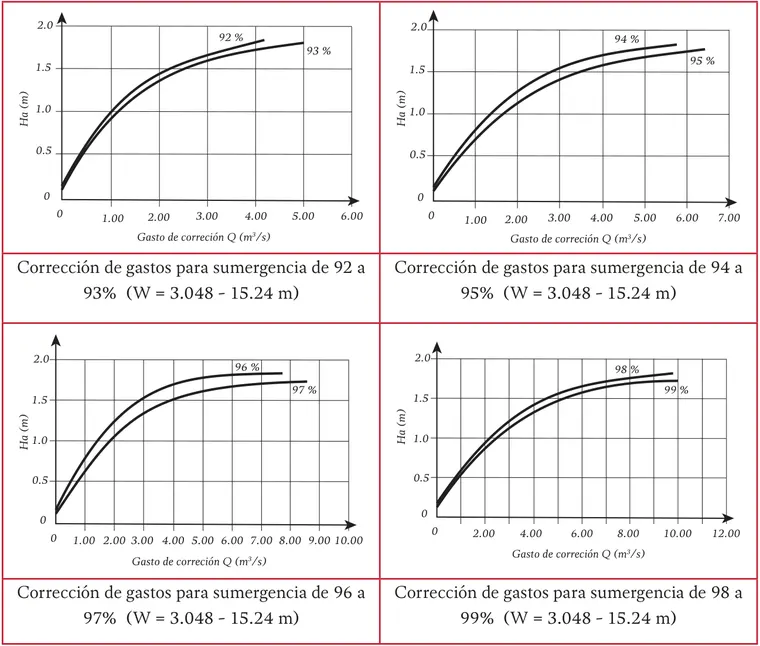 2.0
92 %
93 %
1.5
1.0
0.5
0
Ha (m)
0 1.00 2.00 3.00 4.00 5.00 6.00
Gasto de correción Q (m³/s)
Corrección de gastos para sumergencia de 92 a
93% (W = 3.048 - 15.24 m)
2.0
94 %
95 %
1.5
1.0
0.5
0
Ha (m)
0 1.00 2.00 3.00 4.00 5.00 6.00 7.00
Gasto de correción Q (m³/s)
Corrección de gastos para sumergencia de 94 a
95% (W = 3.048 - 15.24 m)
2.0
96 %
97 %
1.5
1.0
0.5
0
Ha (m)
0 1.00 2.00 3.00 4.00 5.00 6.00 7.00 8.00 9.00 10.00
Gasto de correción Q (m³/s)
Corrección de gastos para sumergencia de 96 a
97% (W = 3.048 - 15.24 m)
2.0
98 %
99 %
1.5
1.0
0.5
0
Ha (m)
0 2.00 4.00 6.00 8.00 10.00 12.00
Gasto de correción Q (m³/s)
Corrección de gastos para sumergencia de 98 a
99% (W = 3.048 - 15.24 m)